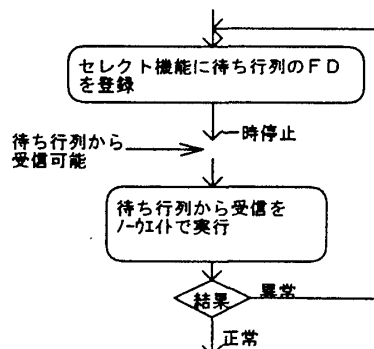 セレクト機能に待ち行列のＦＤ
を登録
一時停止
待ち行列から
受信可能
待ち行列から受信を
ﾉｰｳｴｲﾄで実行
結果
異常
正常